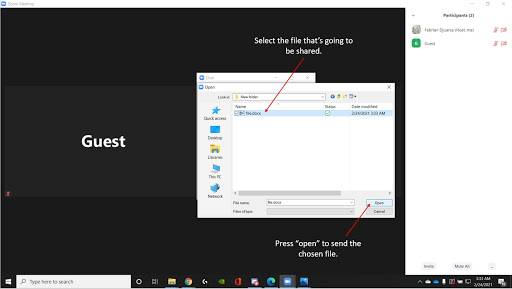 Zoom Meeting
Participants (2)
Select the file that's going
to be shared.
Febrian Djuarsa (Host, me)
G Guest
Chat
Open
Look in: New folder
Name Status Date modified
file.docx 2/24/2021 3:33 AM
Quick access
Desktop
Libraries
This PC
Network
Guest
File name: file.docx Open
Files of type: Cancel
Press "open" to send the
chosen file.
Invite Mute All ...
Type here to search
3:33 AM
2/24/2021